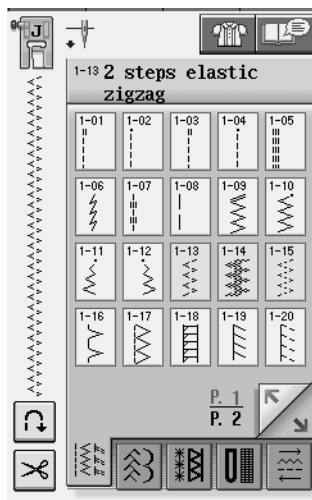 J
1-13 2 steps elastic
zigzag
1-01 1-02 1-03 1-04 1-05
1-06 1-07 1-08 1-09 1-10
1-11 1-12 1-13 1-14 1-15
1-16 1-17 1-18 1-19 1-20
P. 1
P. 2